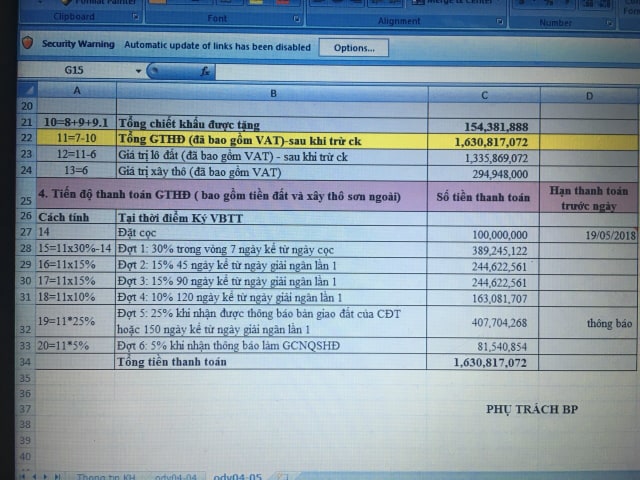 Format Painter
Clipboard
Font
Alignment
Number
Security Warning Automatic update of links has been disabled Options...
G15 fx
A B C D
20
21 10=8+9+9.1 Tổng chiết khấu được tặng 154,381,888
22 11=7-10 Tổng GTHĐ (đã bao gồm VAT)-sau khi trừ ck 1,630,817,072
23 12=11-6 Giá trị lô đất (đã bao gồm VAT) - sau khi trừ ck 1,335,869,072
24 13=6 Giá trị xây thô (đã bao gồm VAT) 294,948,000
25 4. Tiến độ thanh toán GTHĐ ( bao gồm tiền đất và xây thô sơn ngoài) Số tiền thanh toán Hạn thanh toán
trước ngày
26 Cách tính Tại thời điểm Ký VBTT
27 14 Đặt cọc 100,000,000 19/05/2018
28 15=11x30%-14 Đợt 1: 30% trong vòng 7 ngày kể từ ngày cọc 389,245,122
29 16=11x15% Đợt 2: 15% 45 ngày kể từ ngày giải ngân lần 1 244,622,561
30 17=11x15% Đợt 3: 15% 90 ngày kể từ ngày giải ngân lần 1 244,622,561
31 18=11x10% Đợt 4: 10% 120 ngày kể từ ngày giải ngân lần 1 163,081,707
32 19=11*25% Đợt 5: 25% khi nhận được thông báo bàn giao đất của CĐT
hoặc 150 ngày kể từ ngày giải ngân lần 1 407,704,268 thông báo
33 20=11*5% Đợt 6: 5% khi nhận thông báo làm GCNQSHĐ 81,540,854
34 Tổng tiền thanh toán 1,630,817,072
35
36
37 PHỤ TRÁCH BP
38
39
40
Thong tin KH ody04-04 ody04-05